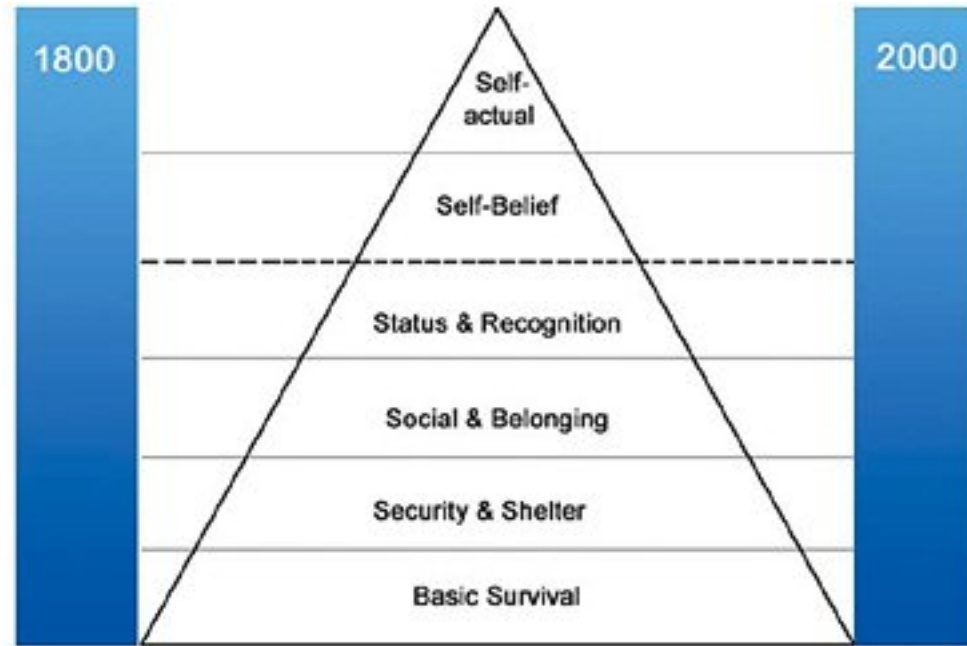 1800
2000
Self-
actual
Self-Belief
Status & Recognition
Social & Belonging
Security & Shelter
Basic Survival